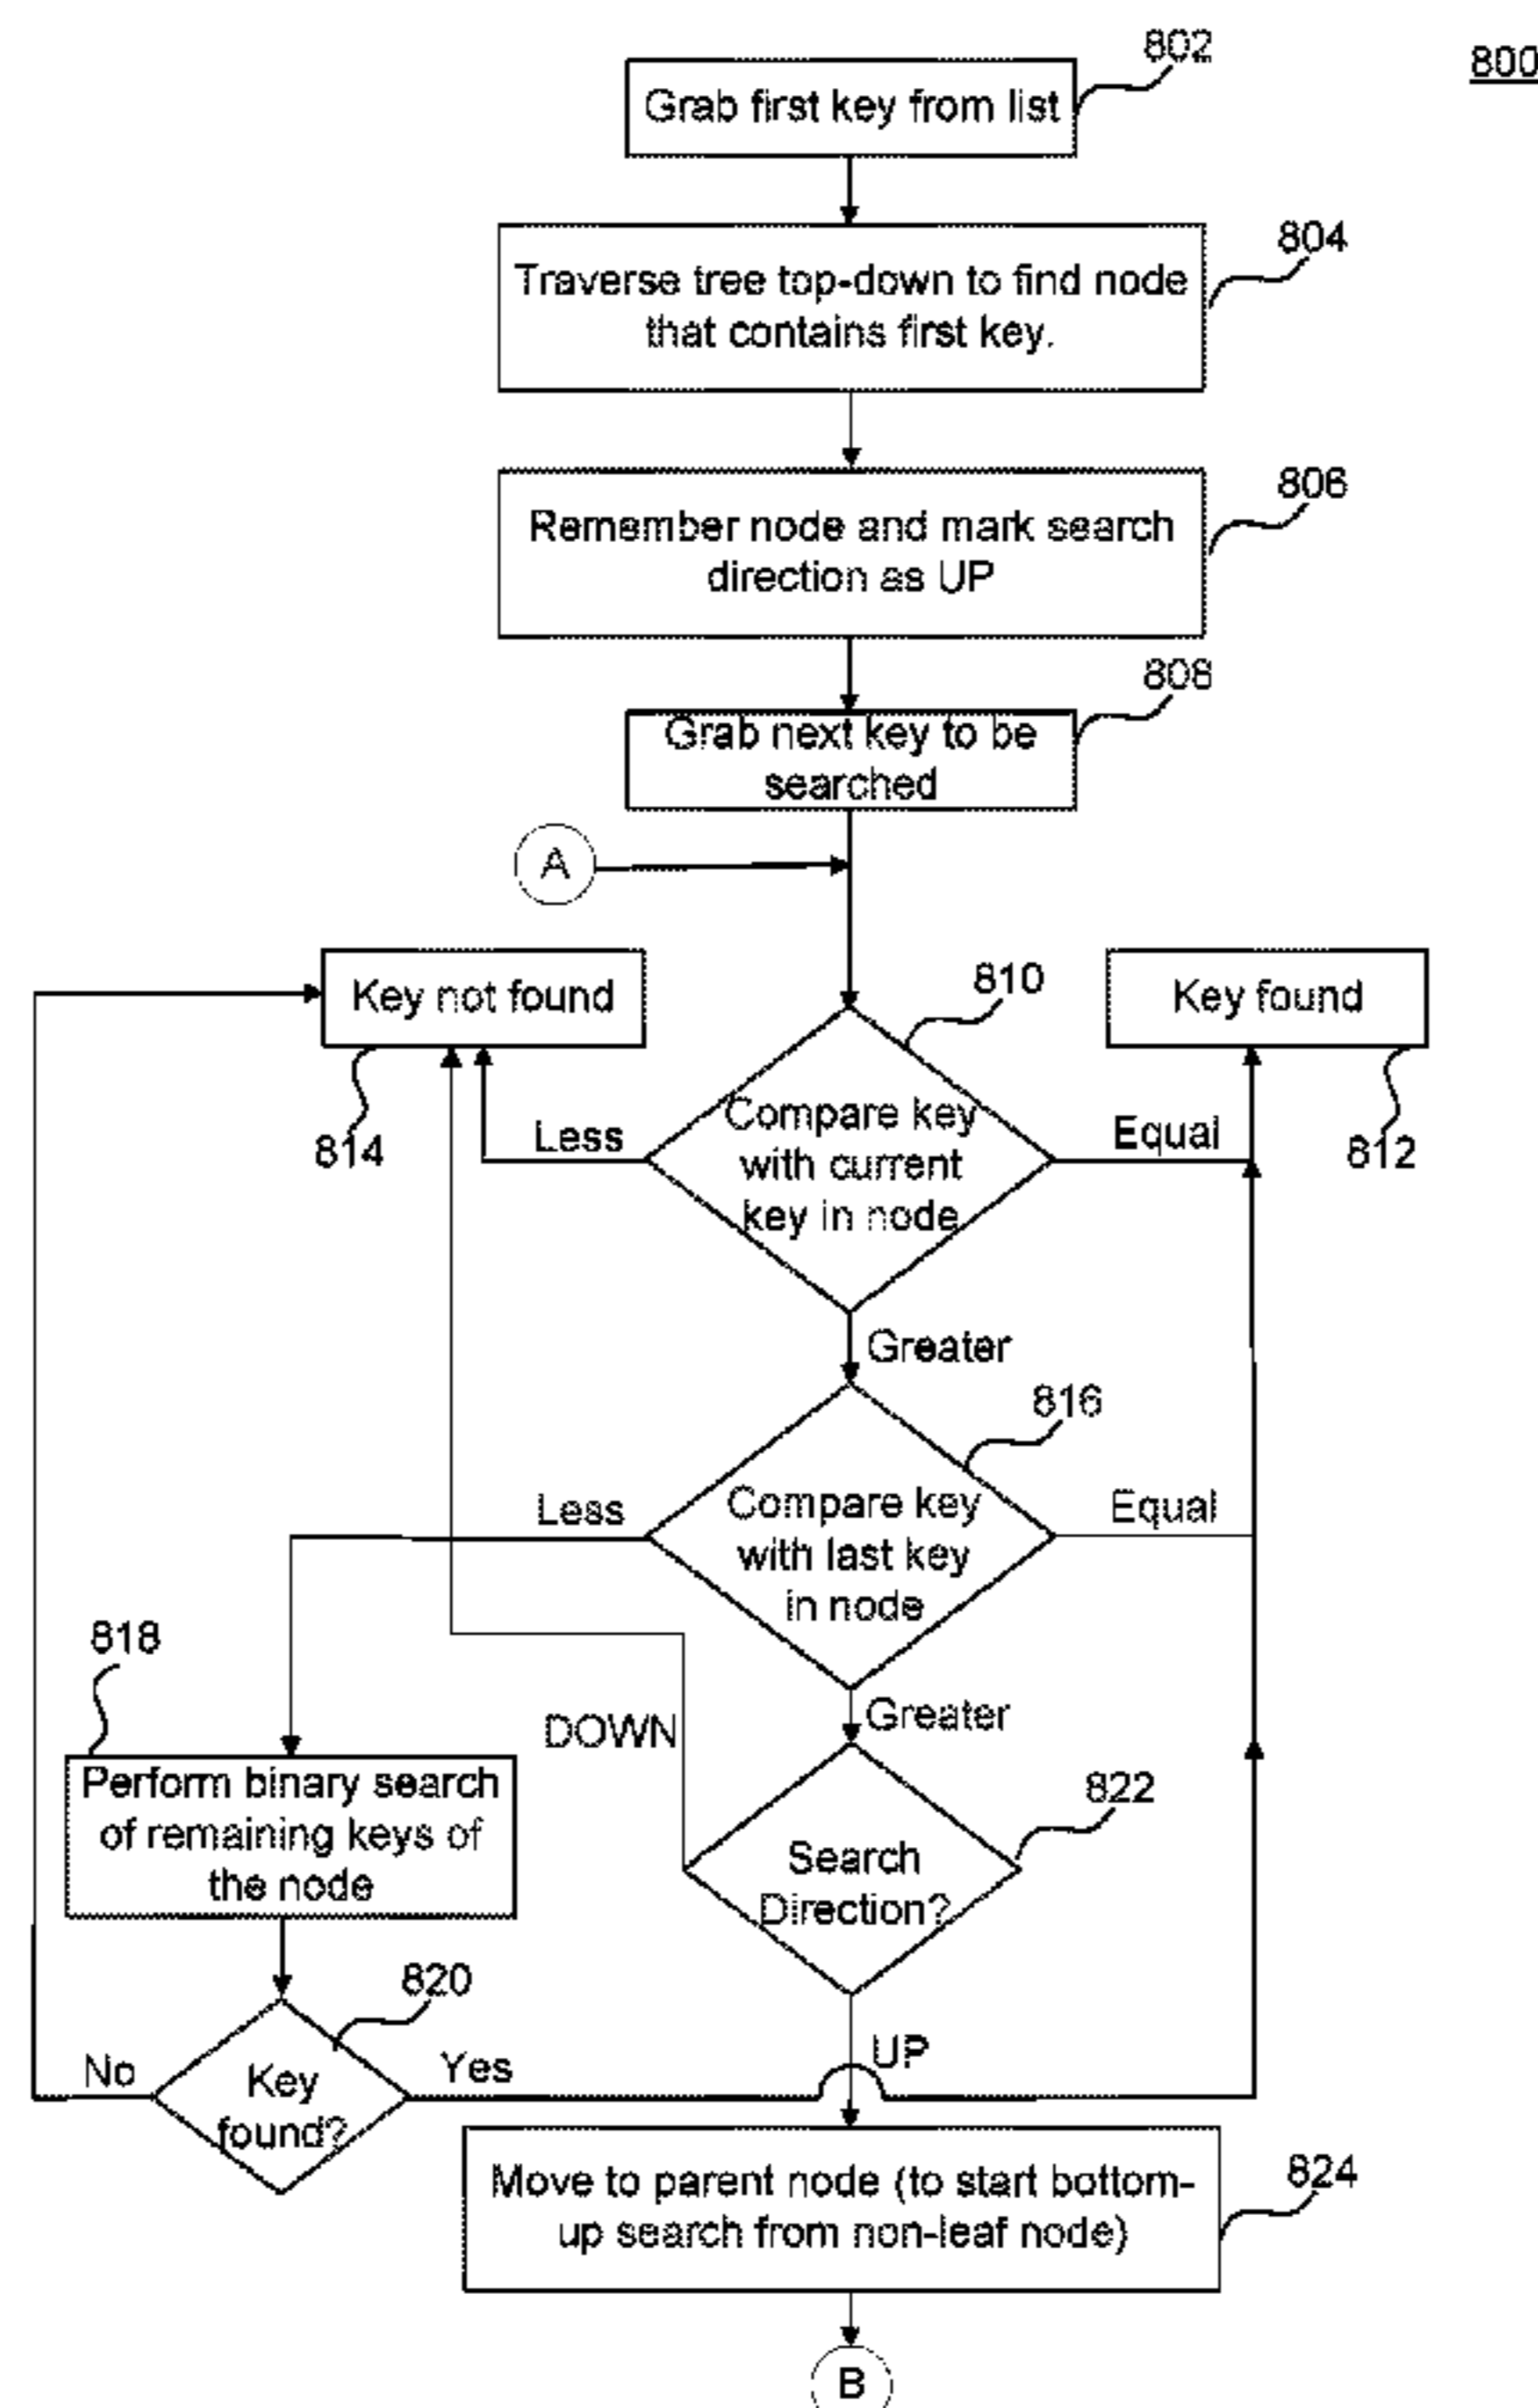 800
802
Grab first key from list
804
Traverse tree top-down to find node
that contains first key.
806
Remember node and mark search
direction as UP
808
Grab next key to be
searched
A
Key not found
814
810
Key found
812
Less
Compare key
with current
key in node
Equal
Greater
816
Less
Compare key
with last key
in node
Equal
818
DOWN
Greater
822
Perform binary search
of remaining keys of
the node
Search
Direction?
820
No
Key
found?
Yes
UP
824
Move to parent node (to start bottom-
up search from non-leaf node)
B